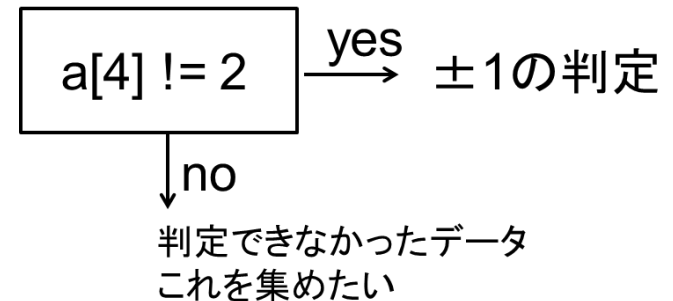 a[4] != 2
yes
±1の判定
no
判定できなかったデータ
これを集めたい